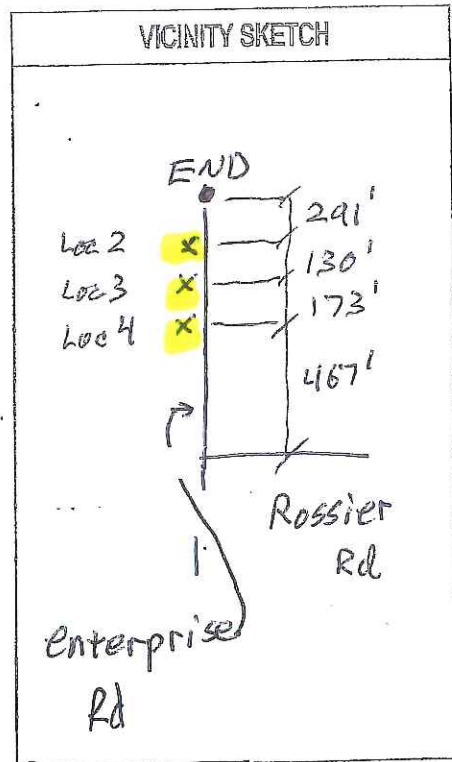 VICINITY SKETCH
END
291'
Loc 2 x
130'
Loc 3 x
173'
Loc 4 x
467'
Rossier
Rd
enterprise
Rd